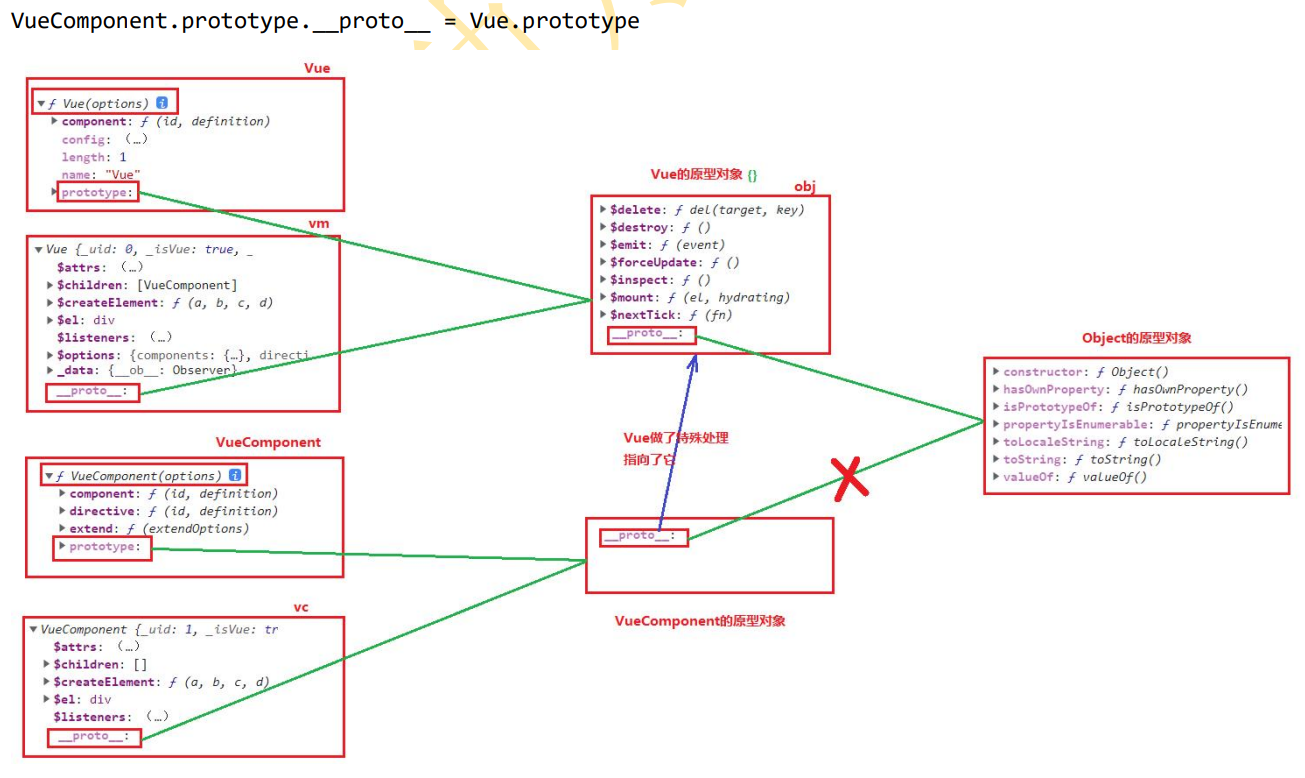 VueComponent.prototype.__proto__ = Vue.prototype
Vue
▼ƒ Vue(options)
▶component: ƒ (id, definition)
config: (…)
length: 1
name: "Vue"
▶prototype:
vm
▼Vue {_uid: 0, _isVue: true, _
$attrs: (…)
▶$children: [VueComponent]
▶$createElement: ƒ (a, b, c, d)
▶$el: div
$listeners: (…)
▶$options: {components: {…}, directi
▶_data: {__ob__: Observer}
__proto__:
VueComponent
▼ƒ VueComponent(options)
▶component: ƒ (id, definition)
▶directive: ƒ (id, definition)
▶extend: ƒ (extendOptions)
▶prototype:
vc
▼VueComponent {_uid: 1, _isVue: tr
$attrs: (…)
▶$children: []
▶$createElement: ƒ (a, b, c, d)
▶$el: div
$listeners: (…)
__proto__:
Vue的原型对象 {}
obj
▶$delete: ƒ del(target, key)
▶$destroy: ƒ ()
▶$emit: ƒ (event)
▶$forceUpdate: ƒ ()
▶$inspect: ƒ ()
▶$mount: ƒ (el, hydrating)
▶$nextTick: ƒ (fn)
__proto__:
Vue做了特殊处理
指向了它
__proto__:
VueComponent的原型对象
Object的原型对象
▶constructor: ƒ Object()
▶hasOwnProperty: ƒ hasOwnProperty()
▶isPrototypeOf: ƒ isPrototypeOf()
▶propertyIsEnumerable: ƒ propertyIsEnume
▶toLocaleString: ƒ toLocaleString()
▶toString: ƒ toString()
▶valueOf: ƒ valueOf()